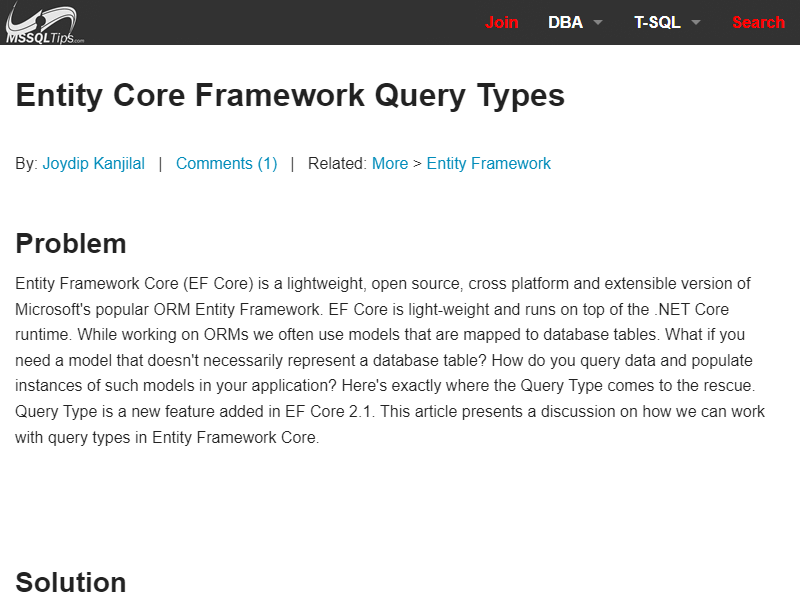 MSSQLTips.com
Join DBA T-SQL Search
Entity Core Framework Query Types
By: Joydip Kanjilal | Comments (1) | Related: More > Entity Framework
Problem
Entity Framework Core (EF Core) is a lightweight, open source, cross platform and extensible version of
Microsoft's popular ORM Entity Framework. EF Core is light-weight and runs on top of the .NET Core
runtime. While working on ORMs we often use models that are mapped to database tables. What if you
need a model that doesn't necessarily represent a database table? How do you query data and populate
instances of such models in your application? Here's exactly where the Query Type comes to the rescue.
Query Type is a new feature added in EF Core 2.1. This article presents a discussion on how we can work
with query types in Entity Framework Core.
Solution